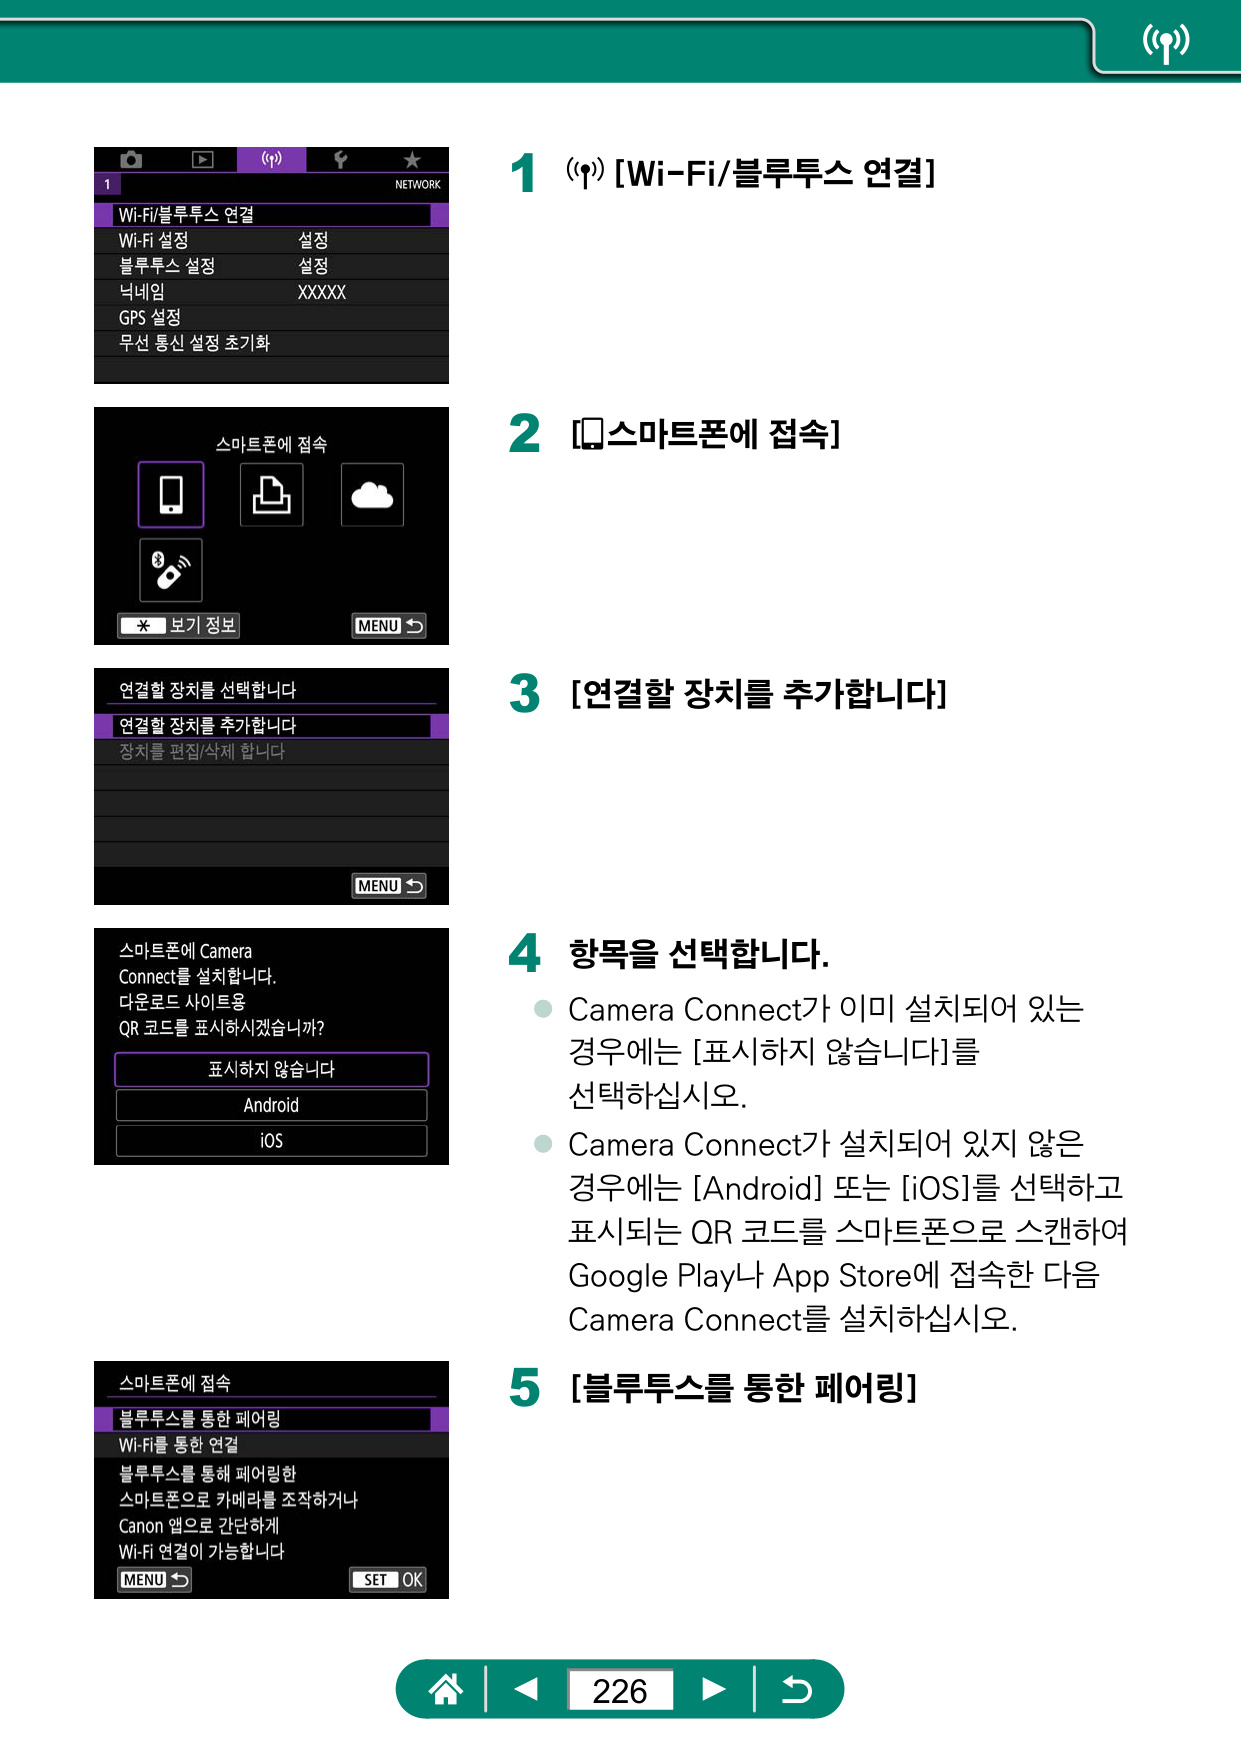 1 [Wi-Fi/블루투스 연결]
1 NETWORK
Wi-Fi/블루투스 연결
Wi-Fi 설정 설정
블루투스 설정 설정
닉네임 XXXXX
GPS 설정
무선 통신 설정 초기화
2 [스마트폰에 접속]
스마트폰에 접속
보기 정보 MENU
3 [연결할 장치를 추가합니다]
연결할 장치를 선택합니다
연결할 장치를 추가합니다
장치를 편집/삭제 합니다
MENU
4 항목을 선택합니다.
스마트폰에 Camera
Connect를 설치합니다.
다운로드 사이트용
QR 코드를 표시하시겠습니까?
표시하지 않습니다
Android
iOS
● Camera Connect가 이미 설치되어 있는
경우에는 [표시하지 않습니다]를
선택하십시오.
● Camera Connect가 설치되어 있지 않은
경우에는 [Android] 또는 [iOS]를 선택하고
표시되는 QR 코드를 스마트폰으로 스캔하여
Google Play나 App Store에 접속한 다음
Camera Connect를 설치하십시오.
5 [블루투스를 통한 페어링]
스마트폰에 접속
블루투스를 통한 페어링
Wi-Fi를 통한 연결
블루투스를 통해 페어링한
스마트폰으로 카메라를 조작하거나
Canon 앱으로 간단하게
Wi-Fi 연결이 가능합니다
MENU SET OK
226